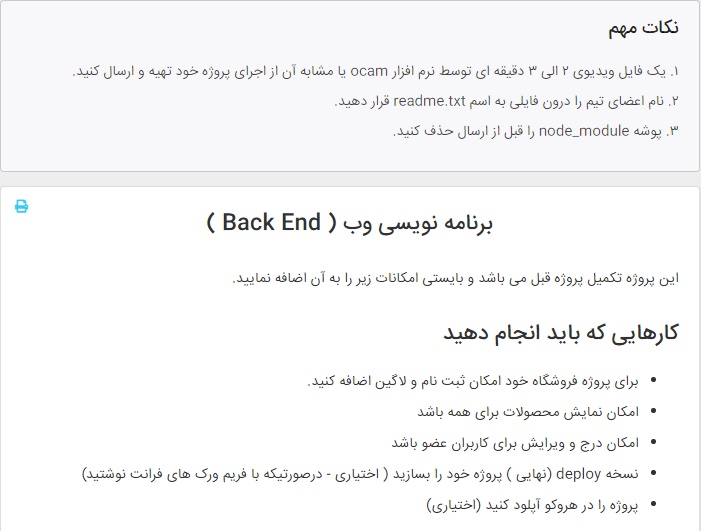 نکات مهم
۱. یک فایل ویدیوی ۲ الی ۳ دقیقه ای توسط نرم افزار ocam یا مشابه آن از اجرای پروژه خود تهیه و ارسال کنید.
۲. نام اعضای تیم را درون فایلی به اسم readme.txt قرار دهید.
۳. پوشه node_module را قبل از ارسال حذف کنید.
برنامه نویسی وب ( Back End )
این پروژه تکمیل پروژه قبل می باشد و بایستی امکانات زیر را به آن اضافه نمایید.
کارهایی که باید انجام دهید
• برای پروژه فروشگاه خود امکان ثبت نام و لاگین اضافه کنید.
• امکان نمایش محصولات برای همه باشد
• امکان درج و ویرایش برای کاربران عضو باشد
• نسخه deploy (نهایی ) پروژه خود را بسازید ( اختیاری - درصورتیکه با فریم ورک های فرانت نوشتید)
• پروژه را در هروکو آپلود کنید (اختیاری)